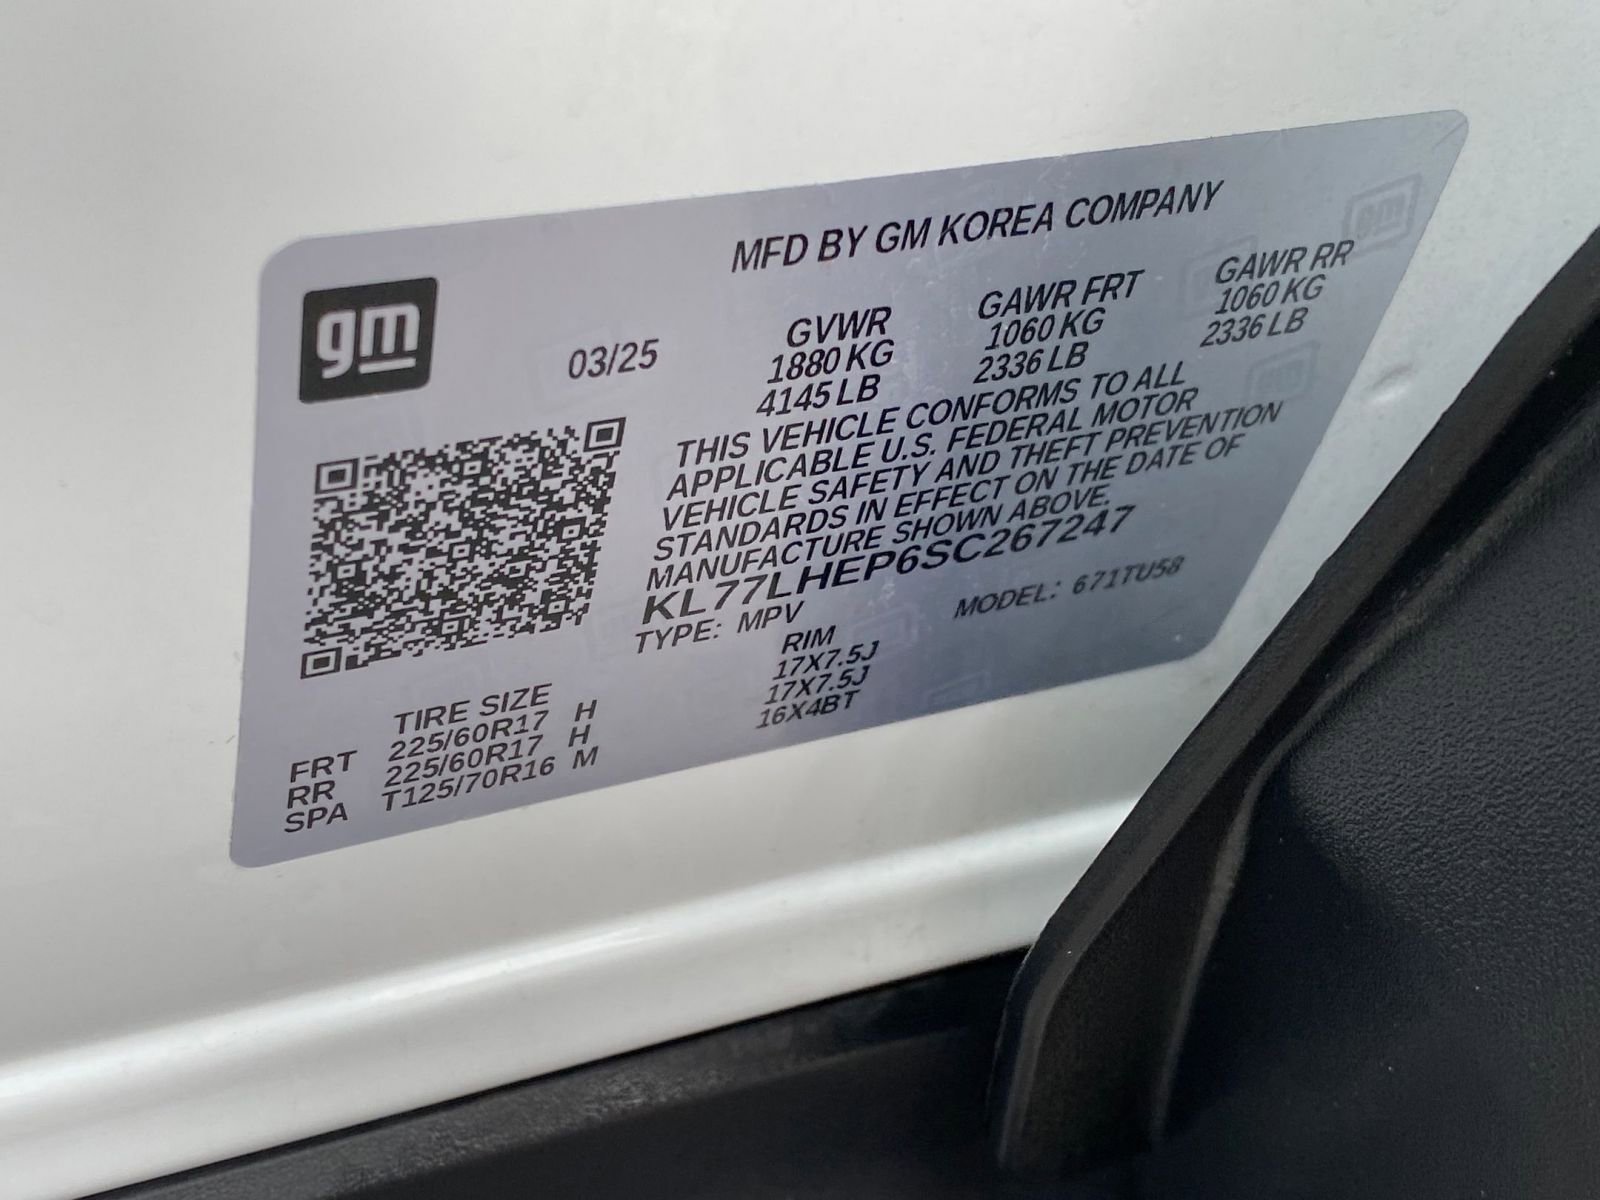 gm
MFD BY GM KOREA COMPANY
03/25
GVWR GAWR FRT GAWR RR
1880 KG 1060 KG 1060 KG
4145 LB 2336 LB 2336 LB
THIS VEHICLE CONFORMS TO ALL
APPLICABLE U.S. FEDERAL MOTOR
VEHICLE SAFETY AND THEFT PREVENTION
STANDARDS IN EFFECT ON THE DATE OF
MANUFACTURE SHOWN ABOVE.
KL77LHEP6SC267247
TYPE: MPV MODEL: 671TU58
TIRE SIZE RIM
FRT 225/60R17 H 17X7.5J
RR 225/60R17 H 17X7.5J
SPA T125/70R16 M 16X4BT